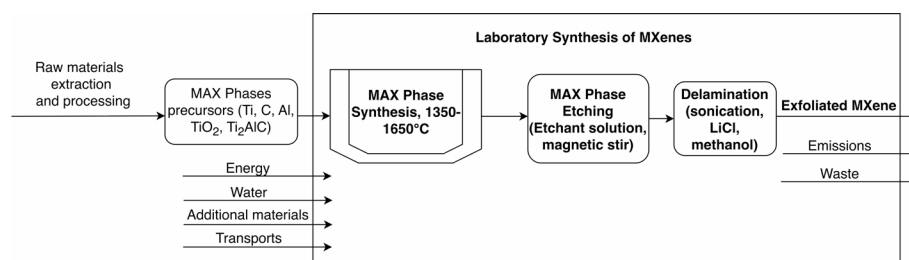 Laboratory Synthesis of MXenes
Raw materials
extraction
and processing
MAX Phases
precursors (Ti, C, Al,
TiO₂, Ti₂AlC)
MAX Phase
Synthesis, 1350-
1650°C
MAX Phase
Etching
(Etchant solution,
magnetic stir)
Delamination
(sonication,
LiCl,
methanol)
Exfoliated MXene
Emissions
Waste
Energy
Water
Additional materials
Transports